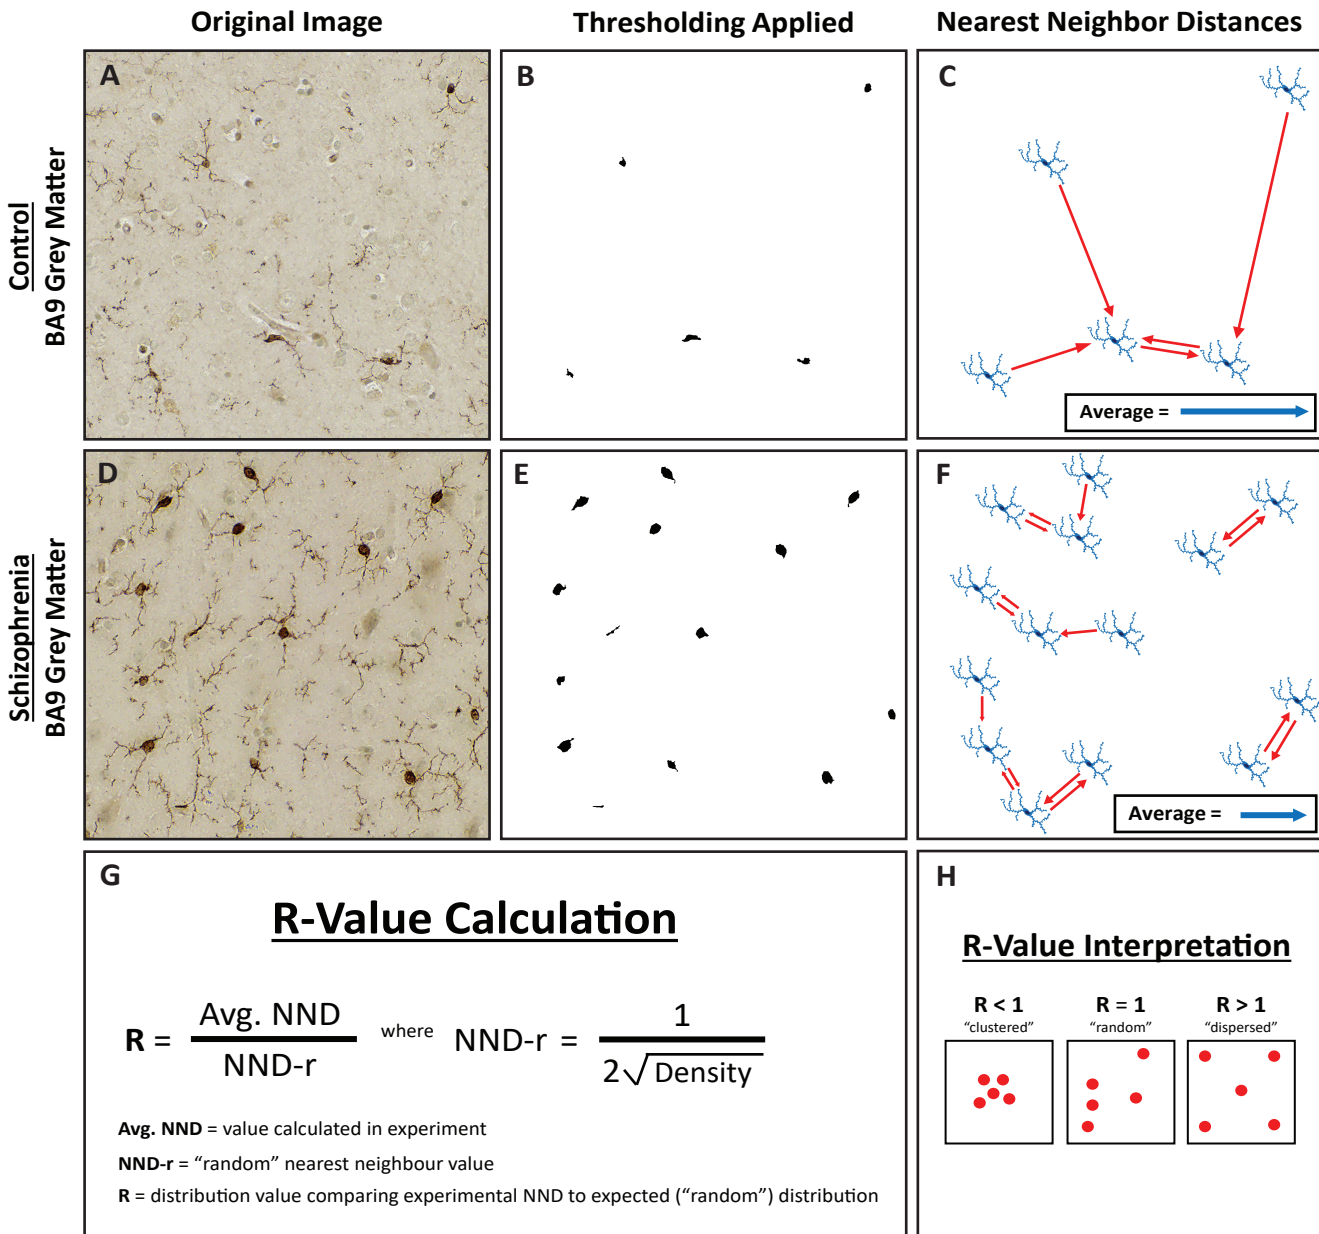 Original Image
Thresholding Applied
Nearest Neighbor Distances
Control
BA9 Grey Matter
A
B
C
Average =
Schizophrenia
BA9 Grey Matter
D
E
F
Average =
G
R-Value Calculation
R = Avg. NND / NND-r where NND-r = 1 / 2√Density
Avg. NND = value calculated in experiment
NND-r = “random” nearest neighbour value
R = distribution value comparing experimental NND to expected (“random”) distribution
H
R-Value Interpretation
R < 1
“clustered”
R = 1
“random”
R > 1
“dispersed”